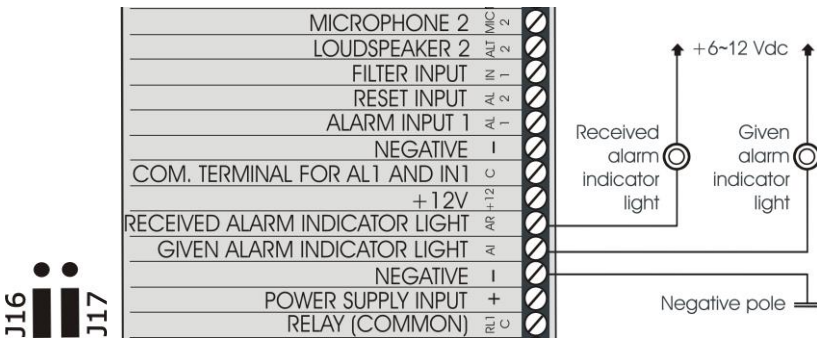 MICROPHONE 2 MIC 2
LOUDSPEAKER 2 ALT 2
FILTER INPUT IN 1
RESET INPUT AL 2
ALARM INPUT 1 AL 1
NEGATIVE -
COM. TERMINAL FOR AL1 AND IN1 C
+12V +12
RECEIVED ALARM INDICATOR LIGHT AR
GIVEN ALARM INDICATOR LIGHT AI
NEGATIVE -
POWER SUPPLY INPUT +
RELAY (COMMON) RL1 C
+6~12 Vdc
Received
alarm
indicator
light
Given
alarm
indicator
light
Negative pole
J16
J17